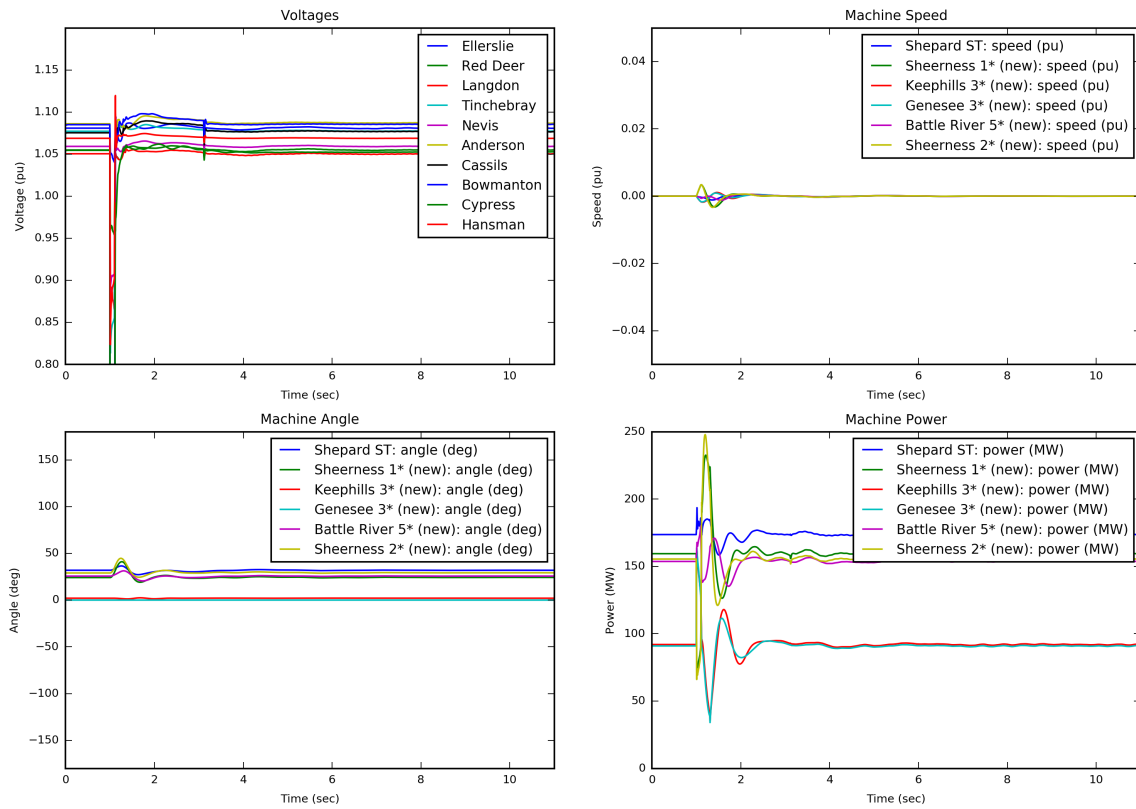 Voltages
1.15
1.10
1.05
1.00
0.95
0.90
0.85
0.80
Voltage (pu)
0
2
4
6
8
10
Time (sec)
Ellerslie
Red Deer
Langdon
Tinchebray
Nevis
Anderson
Cassils
Bowmanton
Cypress
Hansman
Machine Speed
0.04
0.02
0.00
−0.02
−0.04
Speed (pu)
0
2
4
6
8
10
Time (sec)
Shepard ST: speed (pu)
Sheerness 1* (new): speed (pu)
Keephills 3* (new): speed (pu)
Genesee 3* (new): speed (pu)
Battle River 5* (new): speed (pu)
Sheerness 2* (new): speed (pu)
Machine Angle
150
100
50
0
−50
−100
−150
Angle (deg)
0
2
4
6
8
10
Time (sec)
Shepard ST: angle (deg)
Sheerness 1* (new): angle (deg)
Keephills 3* (new): angle (deg)
Genesee 3* (new): angle (deg)
Battle River 5* (new): angle (deg)
Sheerness 2* (new): angle (deg)
Machine Power
250
200
150
100
50
0
Power (MW)
0
2
4
6
8
10
Time (sec)
Shepard ST: power (MW)
Sheerness 1* (new): power (MW)
Keephills 3* (new): power (MW)
Genesee 3* (new): power (MW)
Battle River 5* (new): power (MW)
Sheerness 2* (new): power (MW)